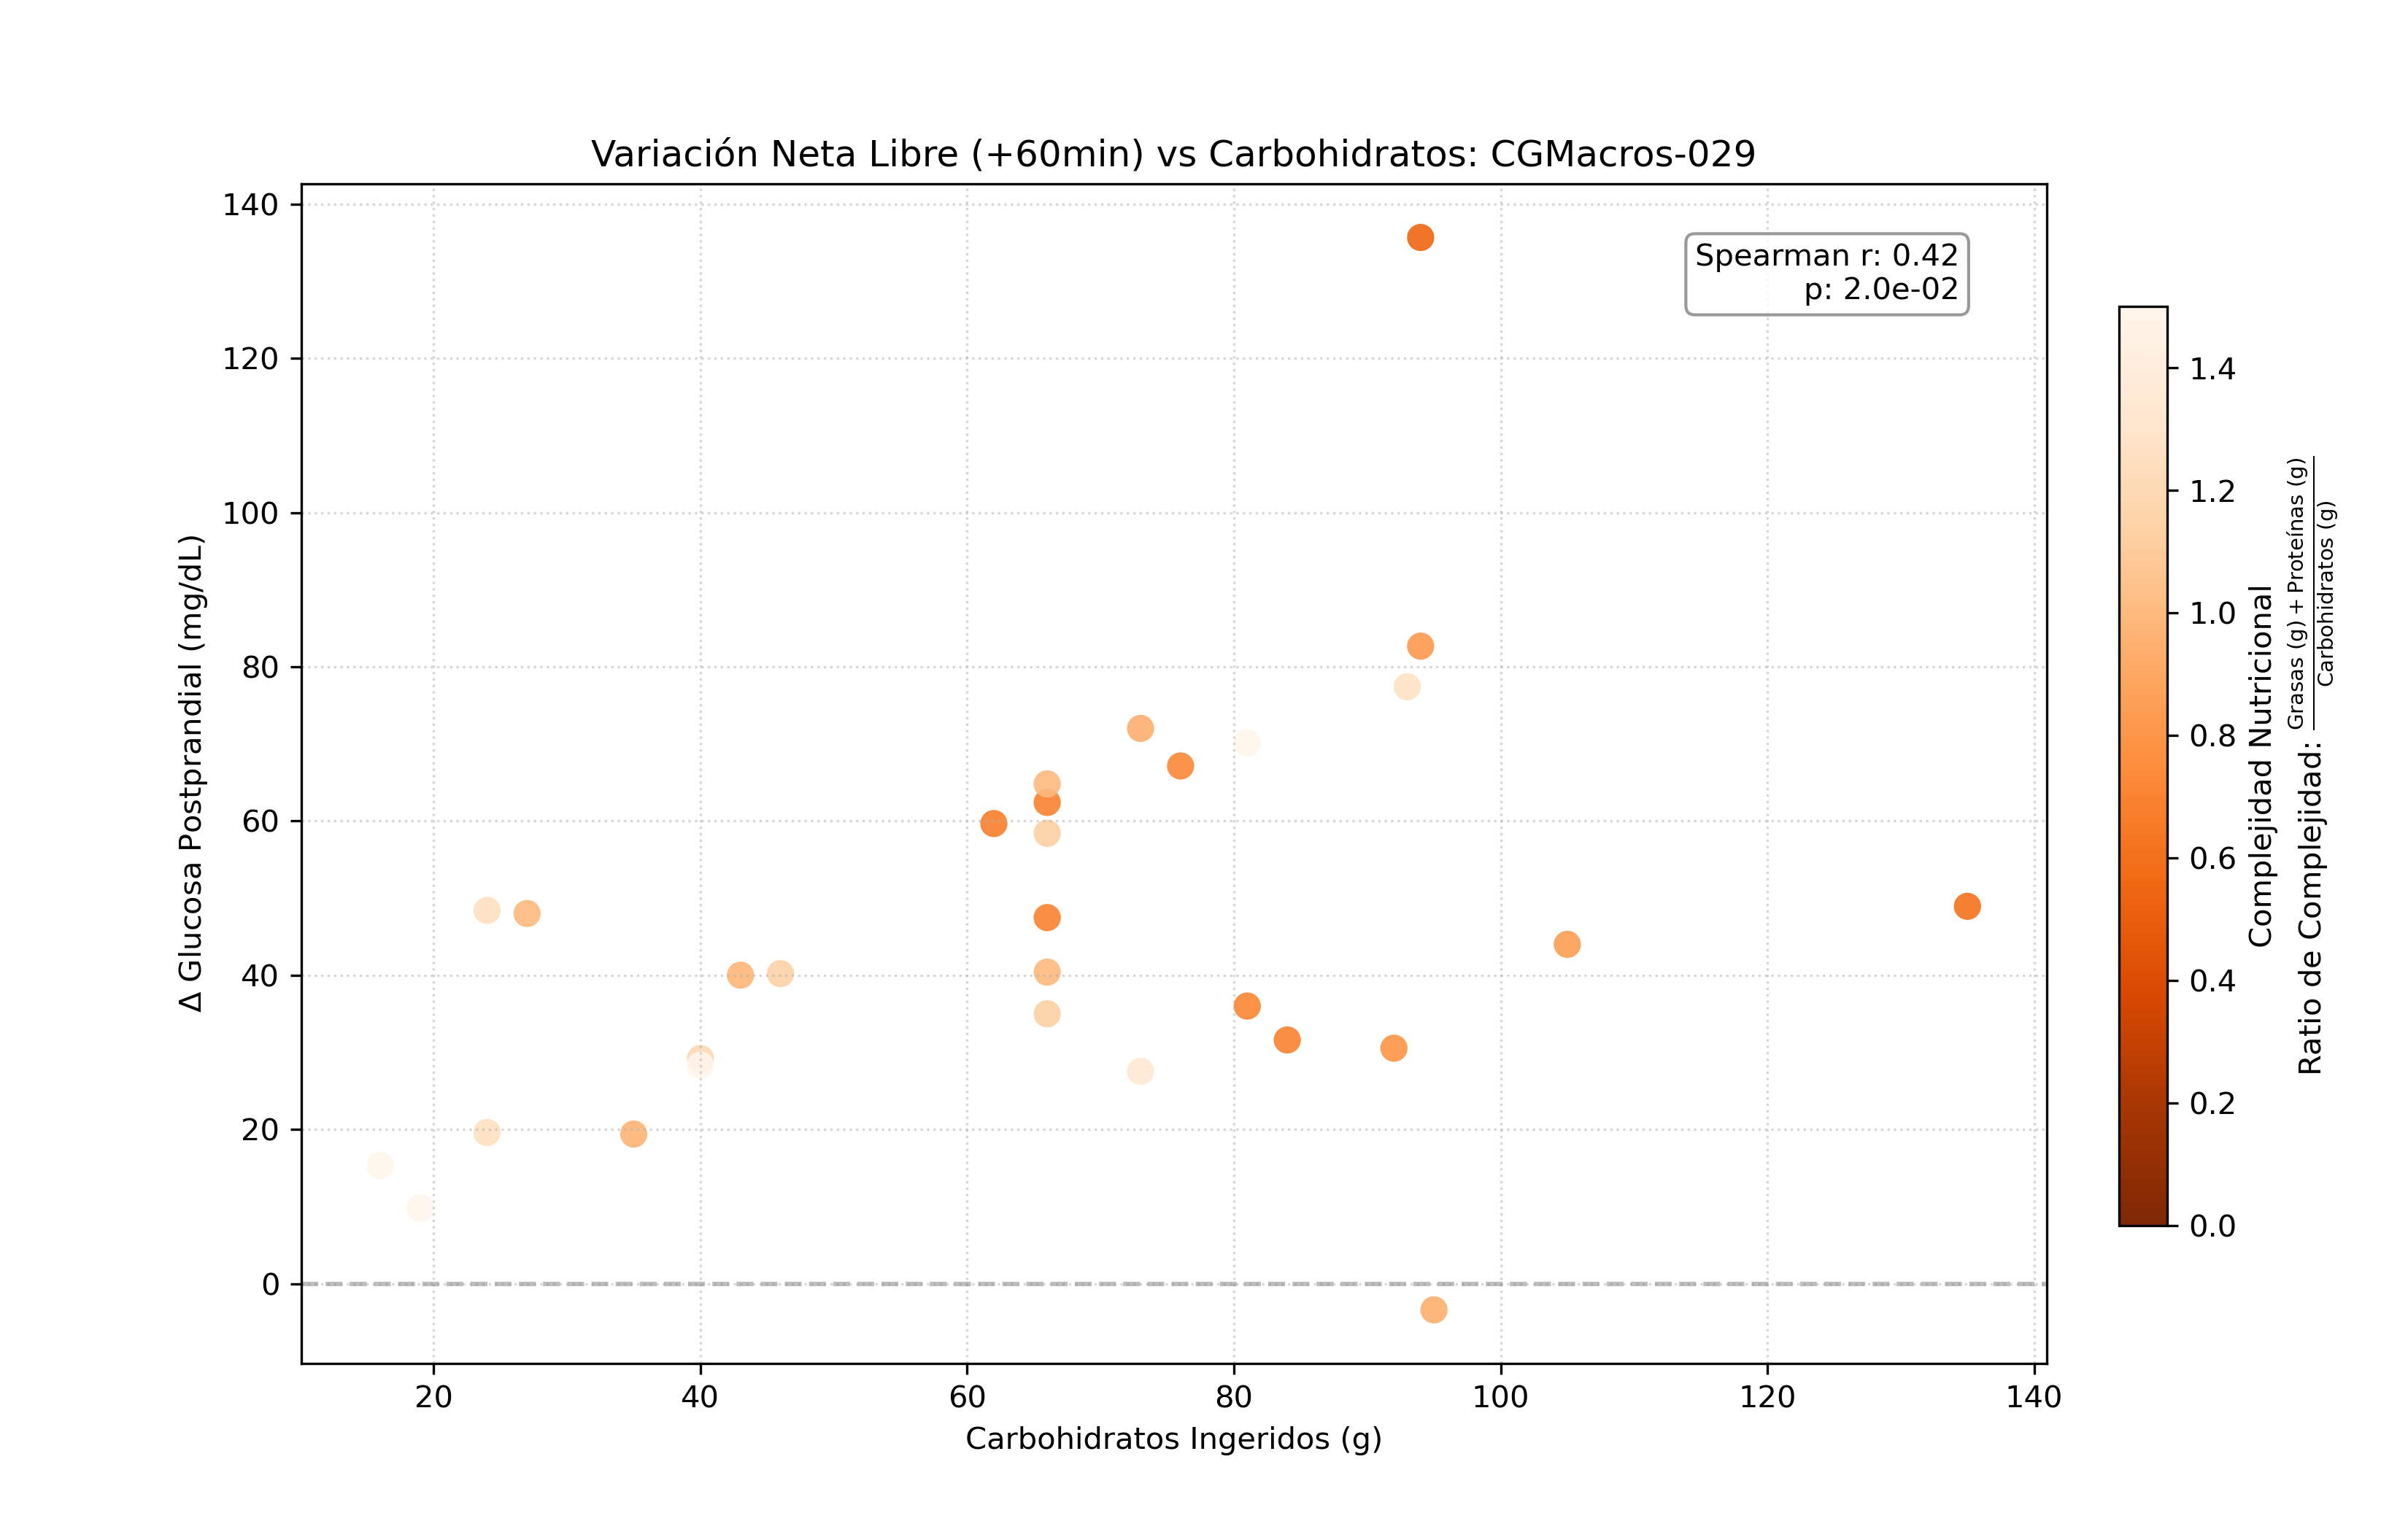 Variación Neta Libre (+60min) vs Carbohidratos: CGMacros-029
140
120
100
80
60
40
20
0
Δ Glucosa Postprandial (mg/dL)
Spearman r: 0.42
p: 2.0e-02
20
40
60
80
100
120
140
Carbohidratos Ingeridos (g)
1.4
1.2
1.0
0.8
0.6
0.4
0.2
0.0
Complejidad Nutricional
Ratio de Complejidad:
Grasas (g) + Proteínas (g)
Carbohidratos (g)